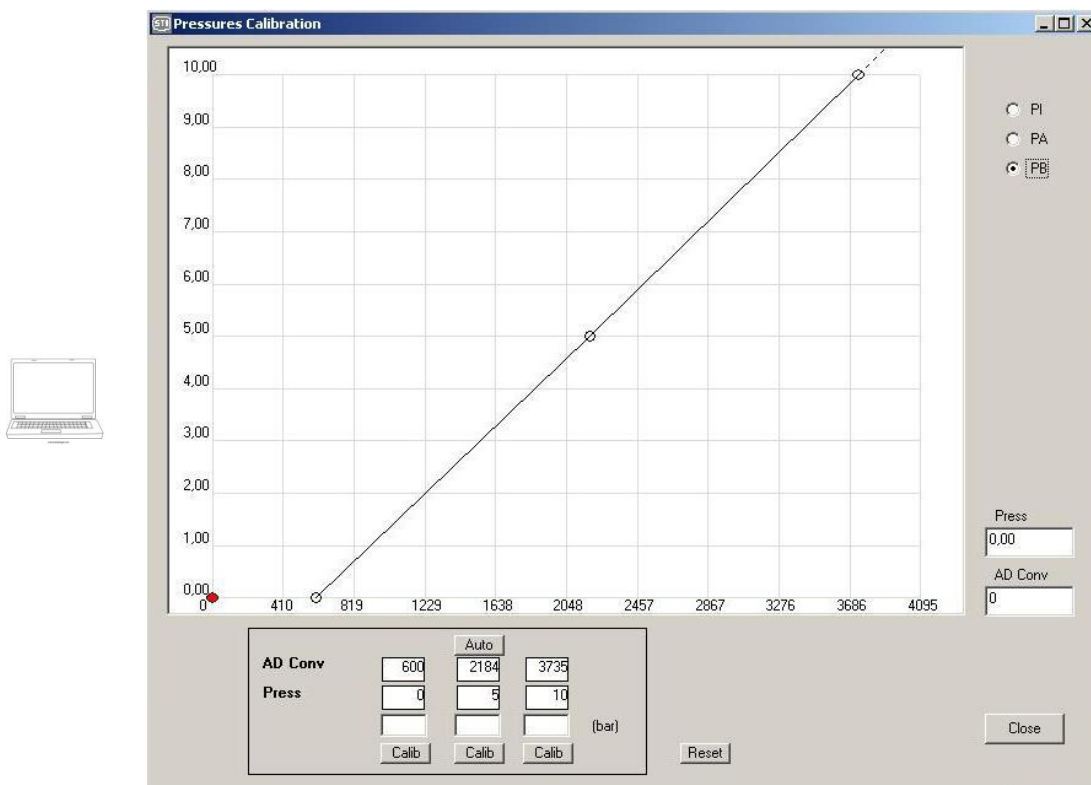 STI Pressures Calibration
10,00
9,00
8,00
7,00
6,00
5,00
4,00
3,00
2,00
1,00
0,00
0 410 819 1229 1638 2048 2457 2867 3276 3686 4095
PI
PA
PB
Press
0,00
AD Conv
0
Auto
AD Conv 600 2184 3735
Press 0 5 10
(bar)
Calib Calib Calib
Reset
Close